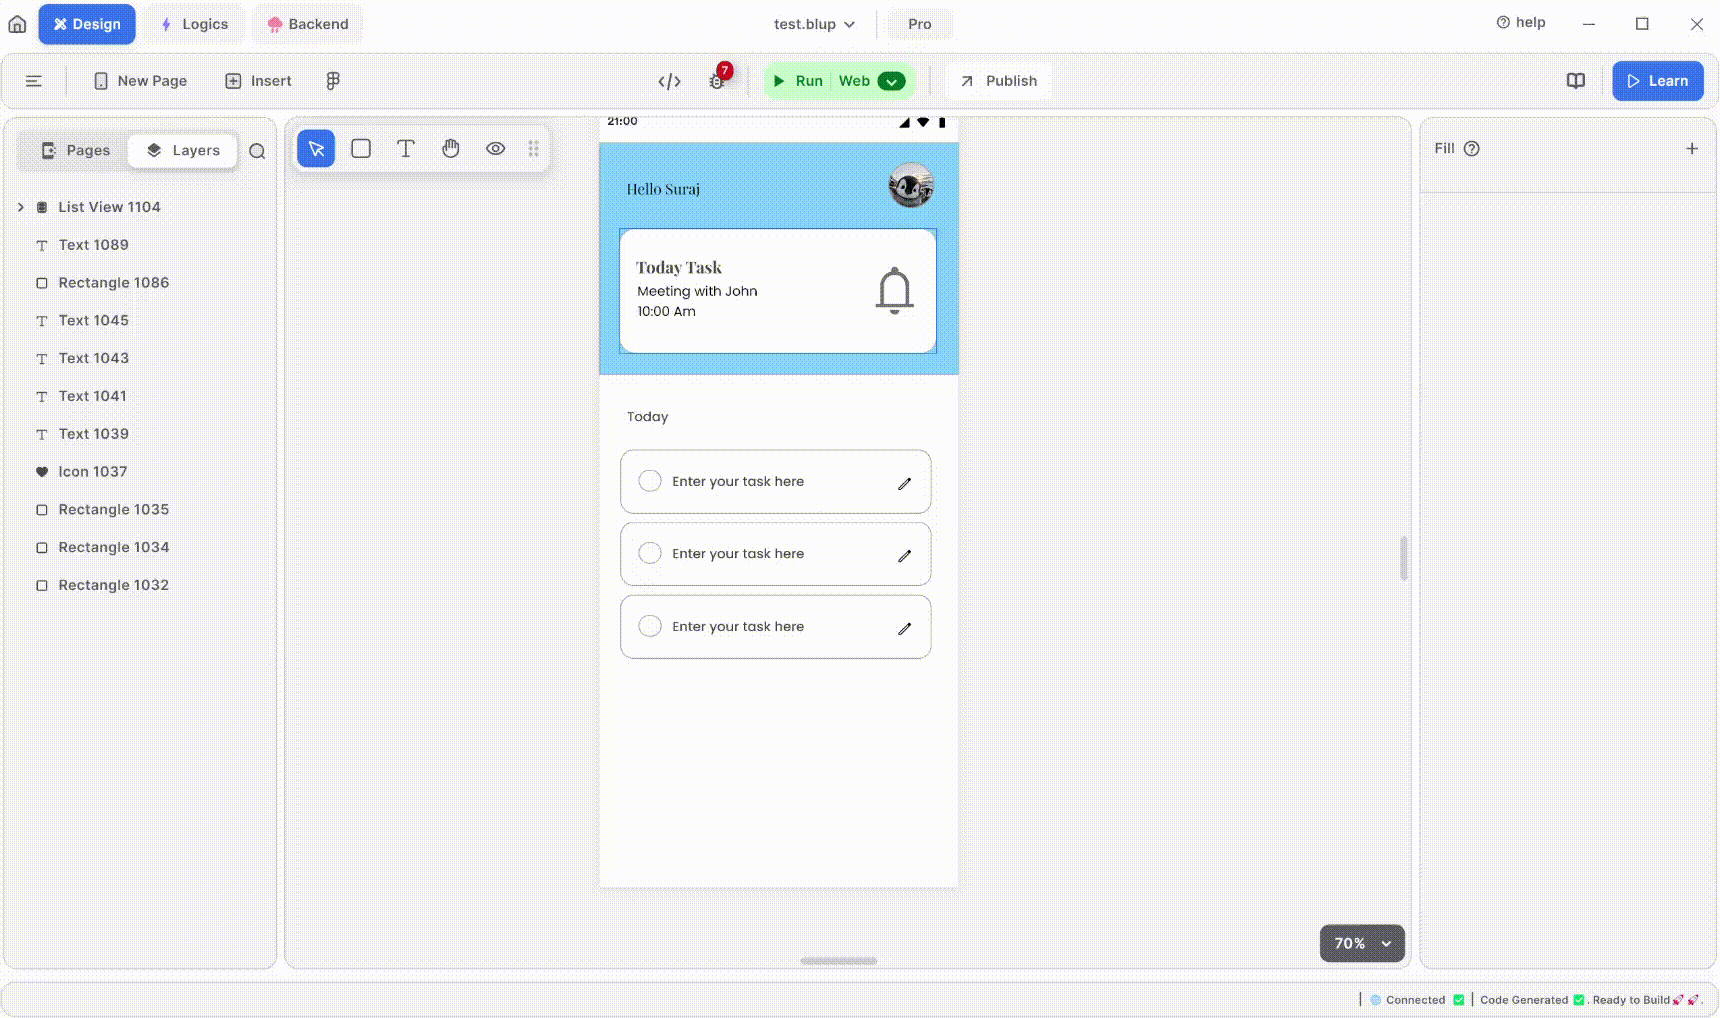 Design
Logics
Backend
test.blup
Pro
help
New Page
Insert
7
Run
Web
Publish
Learn
Pages
Layers
List View 1104
Text 1089
Rectangle 1086
Text 1045
Text 1043
Text 1041
Text 1039
Icon 1037
Rectangle 1035
Rectangle 1034
Rectangle 1032
21:00
Hello Suraj
Today Task
Meeting with John
10:00 Am
Today
Enter your task here
Enter your task here
Enter your task here
Fill
70%
| 🌐 Connected ✅ | Code Generated ✅. Ready to Build🚀🚀.